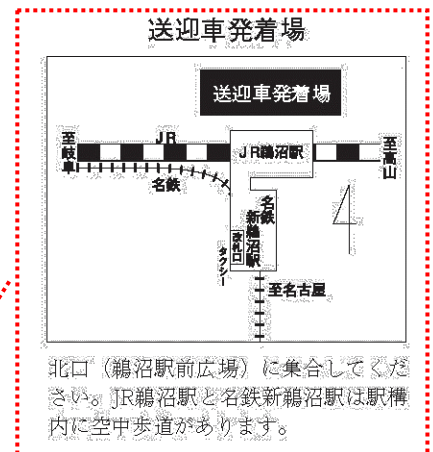 送迎車発着場
送迎車発着場
至岐阜
JR
JR鵜沼駅
至高山
名鉄
名鉄
新鵜沼駅
改札口
タクシー
至名古屋
北口（鵜沼駅前広場）に集合してくだ
さい。JR鵜沼駅と名鉄新鵜沼駅は駅構
内に空中歩道があります。